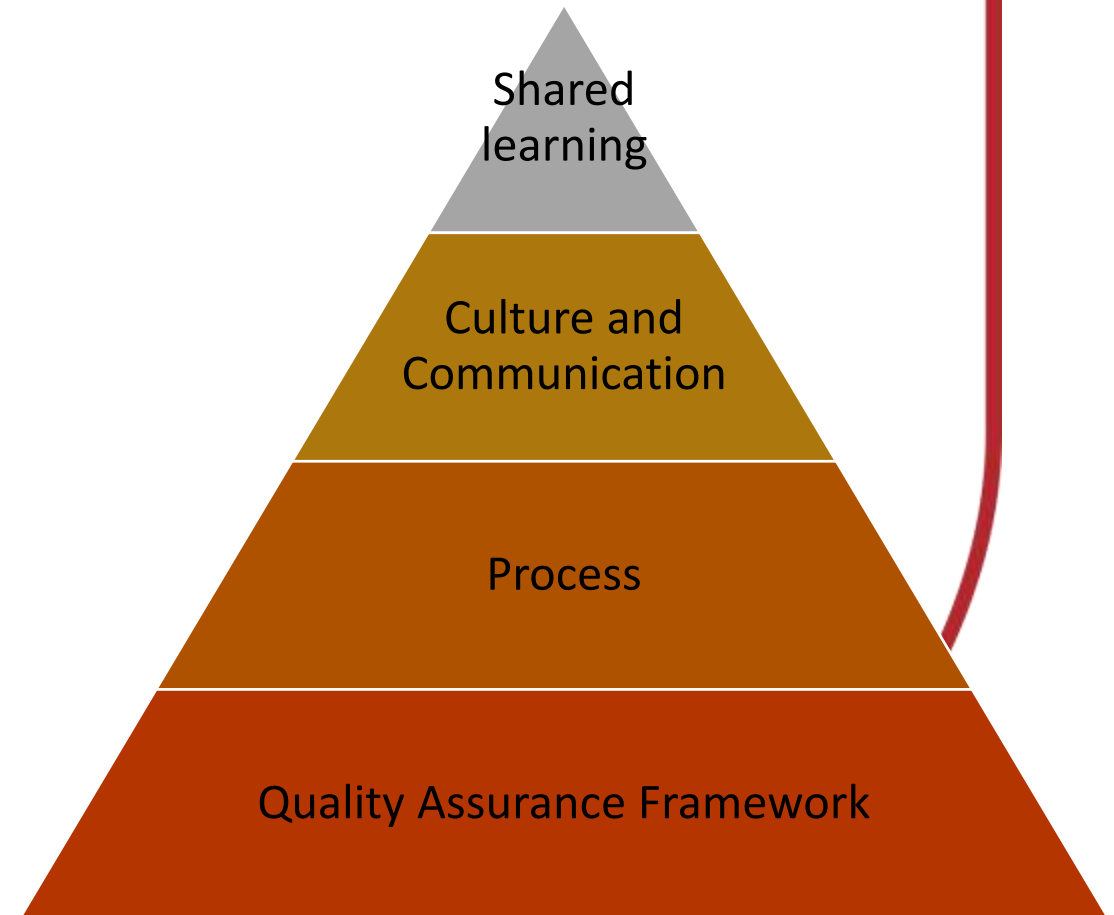 Shared
learning
Culture and
Communication
Process
Quality Assurance Framework